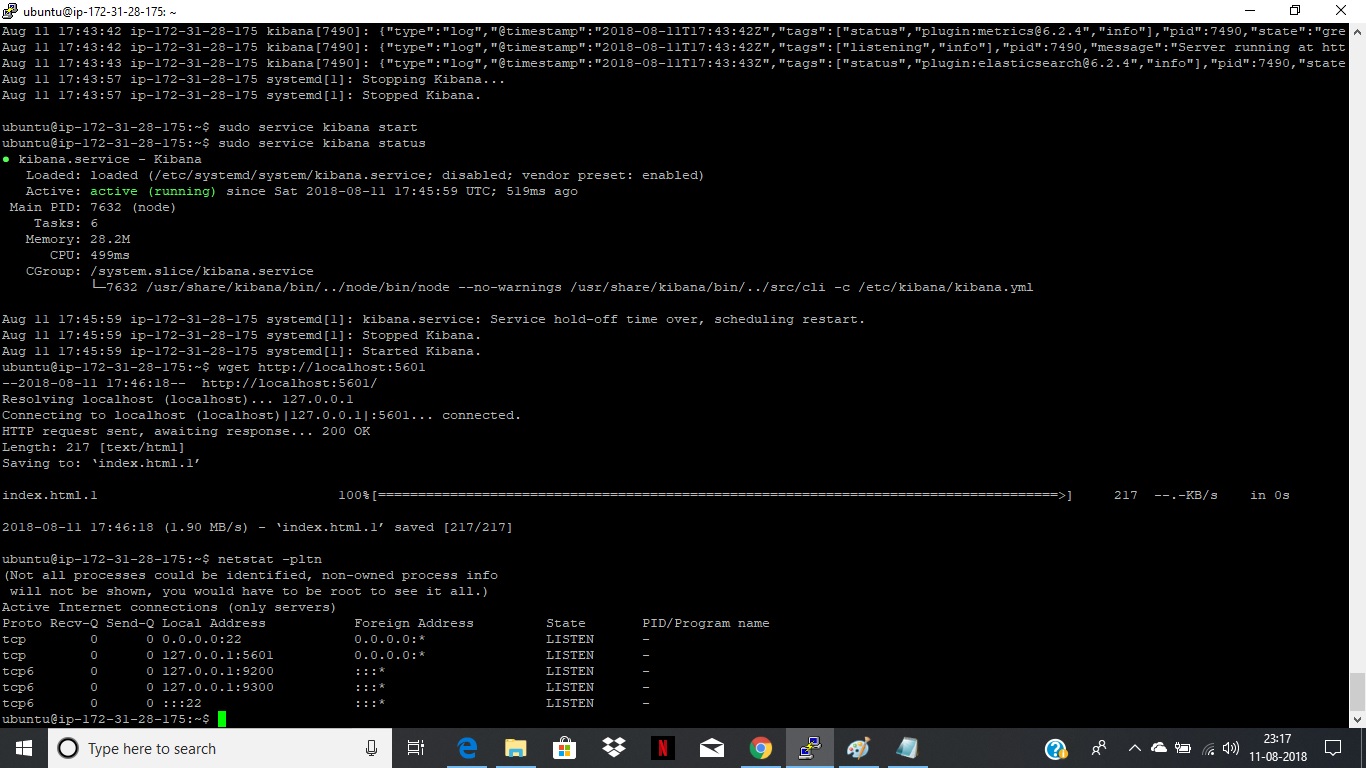 ubuntu@ip-172-31-28-175: ~
Aug 11 17:43:42 ip-172-31-28-175 kibana[7490]: {"type":"log","@timestamp":"2018-08-11T17:43:42Z","tags":["status","plugin:metrics@6.2.4","info"],"pid":7490,"state":"gre
Aug 11 17:43:42 ip-172-31-28-175 kibana[7490]: {"type":"log","@timestamp":"2018-08-11T17:43:42Z","tags":["listening","info"],"pid":7490,"message":"Server running at htt
Aug 11 17:43:43 ip-172-31-28-175 kibana[7490]: {"type":"log","@timestamp":"2018-08-11T17:43:43Z","tags":["status","plugin:elasticsearch@6.2.4","info"],"pid":7490,"state
Aug 11 17:43:57 ip-172-31-28-175 systemd[1]: Stopping Kibana...
Aug 11 17:43:57 ip-172-31-28-175 systemd[1]: Stopped Kibana.
ubuntu@ip-172-31-28-175:~$ sudo service kibana start
ubuntu@ip-172-31-28-175:~$ sudo service kibana status
● kibana.service - Kibana
Loaded: loaded (/etc/systemd/system/kibana.service; disabled; vendor preset: enabled)
Active: active (running) since Sat 2018-08-11 17:45:59 UTC; 519ms ago
Main PID: 7632 (node)
Tasks: 6
Memory: 28.2M
CPU: 499ms
CGroup: /system.slice/kibana.service
└─7632 /usr/share/kibana/bin/../node/bin/node --no-warnings /usr/share/kibana/bin/../src/cli -c /etc/kibana/kibana.yml
Aug 11 17:45:59 ip-172-31-28-175 systemd[1]: kibana.service: Service hold-off time over, scheduling restart.
Aug 11 17:45:59 ip-172-31-28-175 systemd[1]: Stopped Kibana.
Aug 11 17:45:59 ip-172-31-28-175 systemd[1]: Started Kibana.
ubuntu@ip-172-31-28-175:~$ wget http://localhost:5601
--2018-08-11 17:46:18--  http://localhost:5601/
Resolving localhost (localhost)... 127.0.0.1
Connecting to localhost (localhost)|127.0.0.1|:5601... connected.
HTTP request sent, awaiting response... 200 OK
Length: 217 [text/html]
Saving to: ‘index.html.1’
index.html.1 100%[=====================================================================================>] 217 --.-KB/s in 0s
2018-08-11 17:46:18 (1.90 MB/s) - ‘index.html.1’ saved [217/217]
ubuntu@ip-172-31-28-175:~$ netstat -pltn
(Not all processes could be identified, non-owned process info
will not be shown, you would have to be root to see it all.)
Active Internet connections (only servers)
Proto Recv-Q Send-Q Local Address Foreign Address State PID/Program name
tcp 0 0 0.0.0.0:22 0.0.0.0:* LISTEN -
tcp 0 0 127.0.0.1:5601 0.0.0.0:* LISTEN -
tcp6 0 0 127.0.0.1:9200 :::* LISTEN -
tcp6 0 0 127.0.0.1:9300 :::* LISTEN -
tcp6 0 0 :::22 :::* LISTEN -
ubuntu@ip-172-31-28-175:~$
Type here to search
23:17
11-08-2018